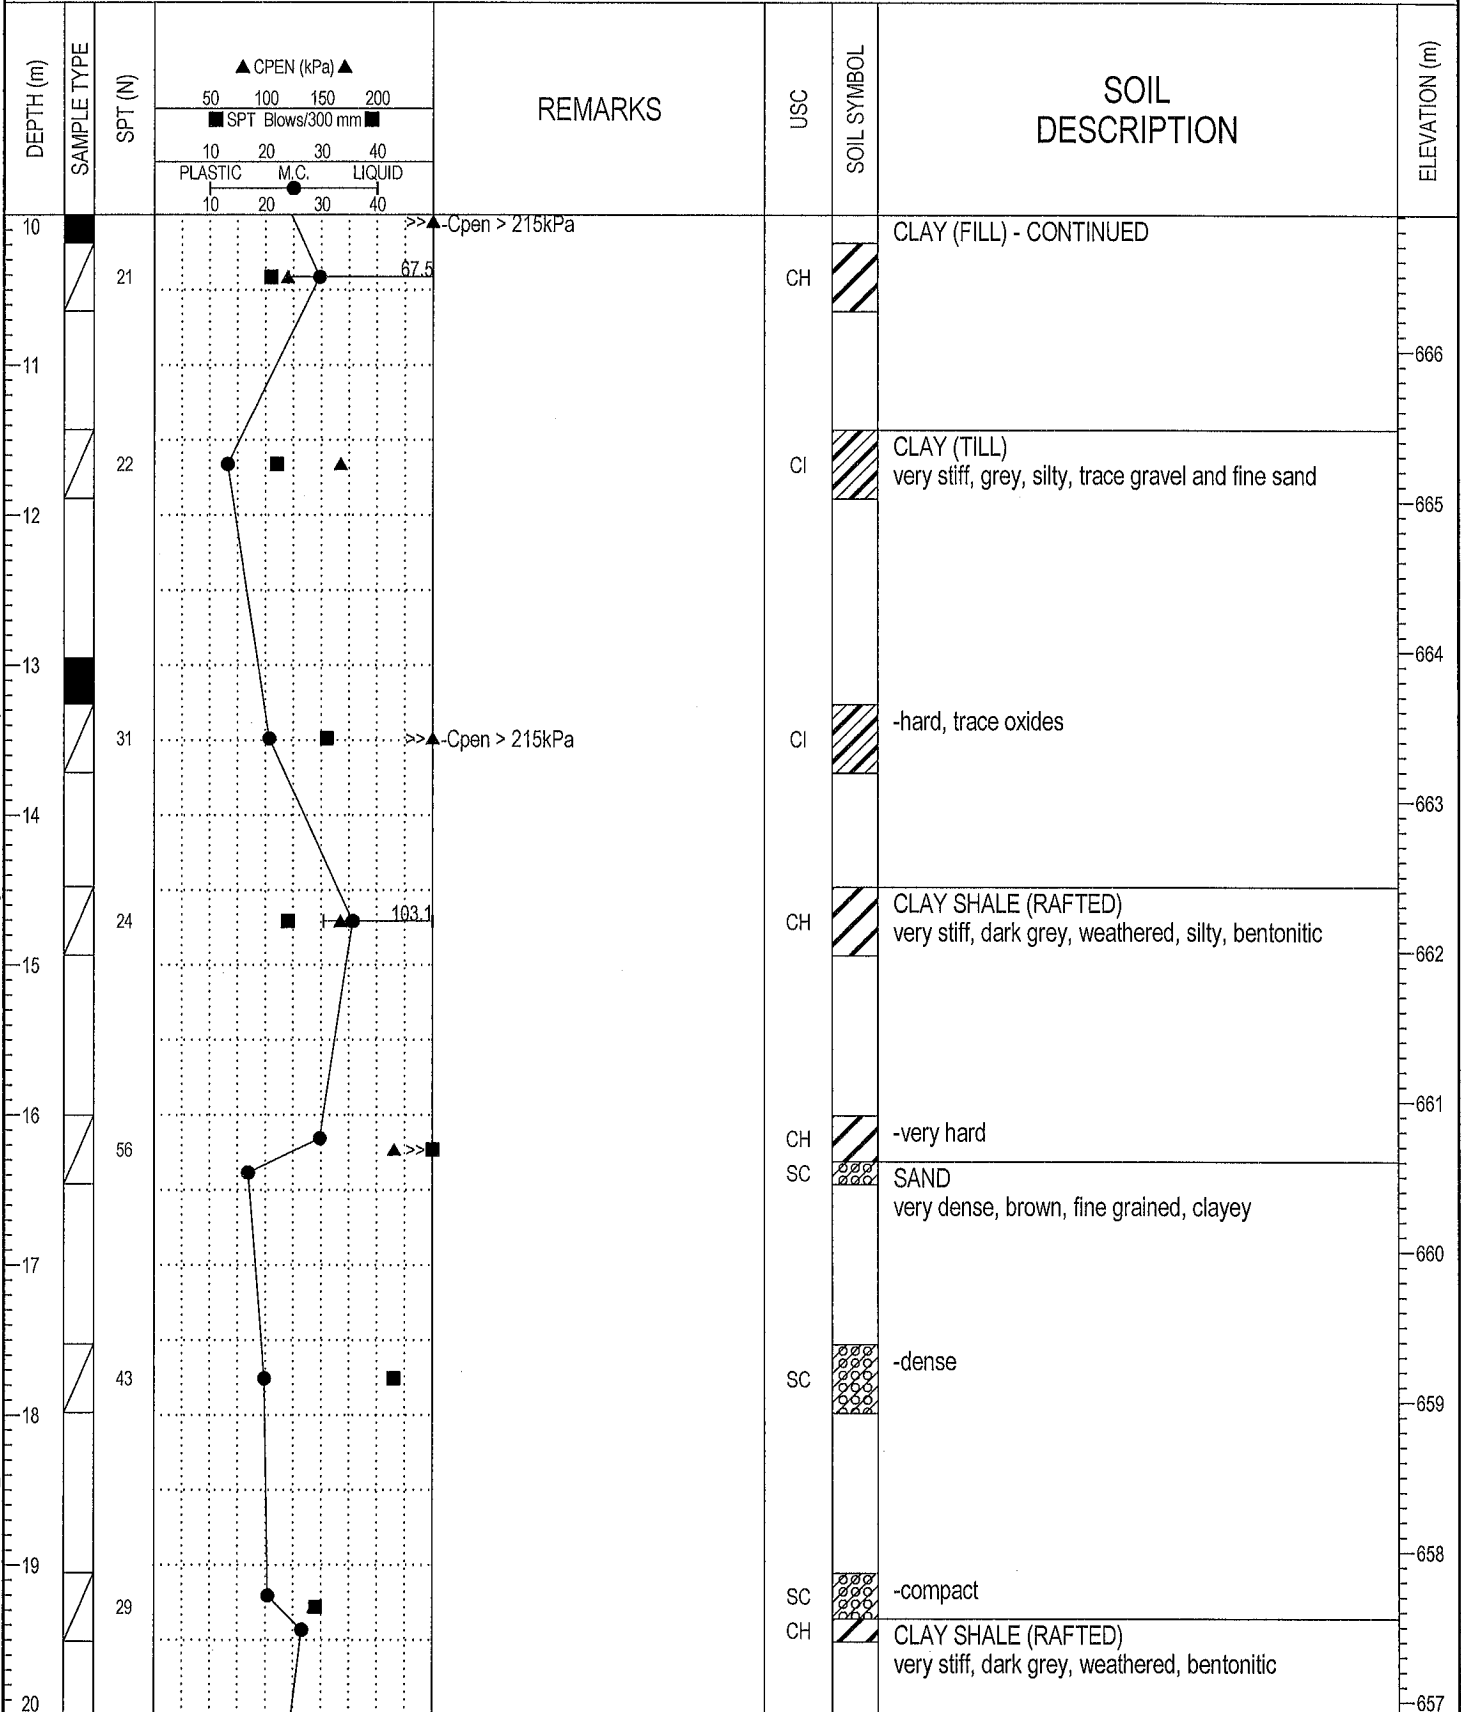 DEPTH (m)
SAMPLE TYPE
SPT (N)
▲ CPEN (kPa) ▲
50 100 150 200
■ SPT Blows/300 mm ■
10 20 30 40
PLASTIC M.C. LIQUID
10 20 30 40
REMARKS
USC
SOIL SYMBOL
SOIL
DESCRIPTION
ELEVATION (m)
10
>> -Cpen > 215kPa
CLAY (FILL) - CONTINUED
21
67.5
CH
666
11
CLAY (TILL)
22
CI
very stiff, grey, silty, trace gravel and fine sand
665
12
664
13
-hard, trace oxides
31
>> -Cpen > 215kPa
CI
663
14
CLAY SHALE (RAFTED)
24
103.1
CH
very stiff, dark grey, weathered, silty, bentonitic
662
15
661
16
CH
-very hard
56
>>
SC
SAND
very dense, brown, fine grained, clayey
660
17
-dense
43
SC
659
18
658
19
SC
-compact
29
CH
CLAY SHALE (RAFTED)
very stiff, dark grey, weathered, bentonitic
20
657